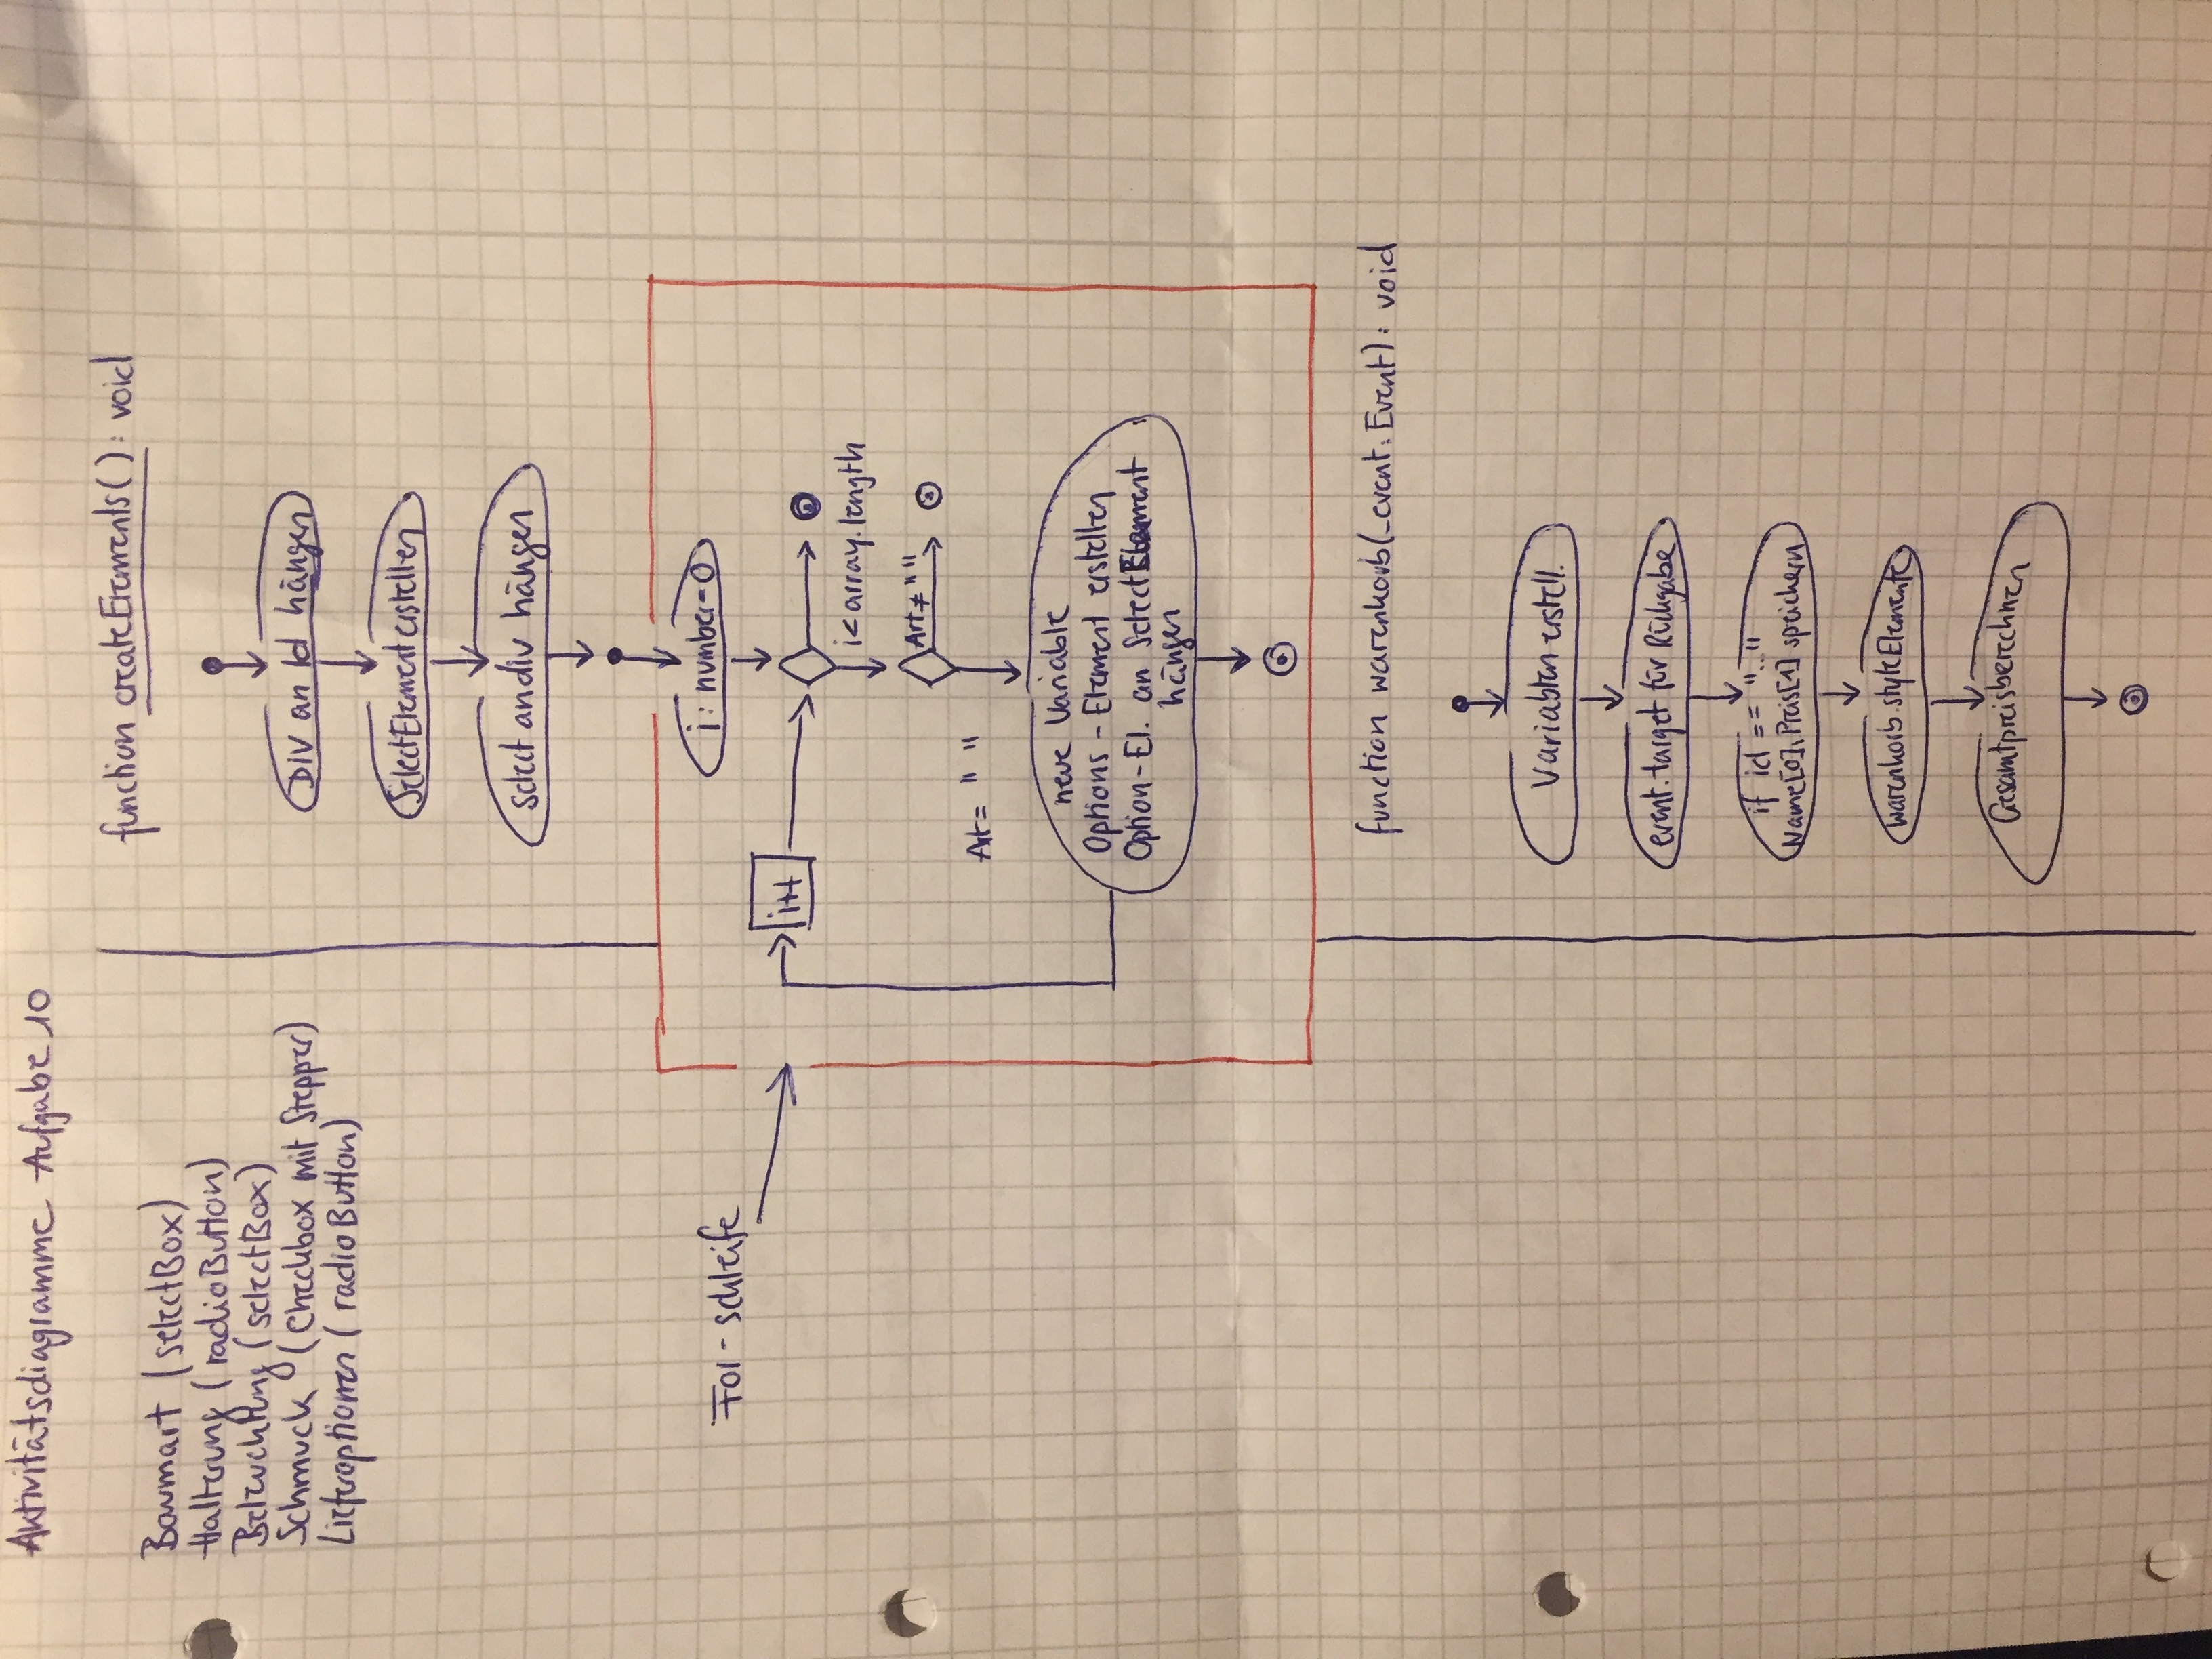 Aktivitätsdiagramme Aufgabe 10
Baumart (selectBox)
Halterung (radioButton)
Beleuchtung (selectBox)
Schmuck (Checkbox mit Stepper)
Lieferoptionen (radioButton)
For-schleife
function createElements(): void
Div an Id hängen
SelectElement erstellen
Select an div hängen
i: number=0
i++
i < array.length
Art ≠ " "
Art = " "
neue Variable
Options-Element erstellen
Option-El. an SelectElement
hängen
function warenkorb(_event: Event): void
Variablen erstell.
event.target für Rückgabe
if id == "..."
Name[0], Preis[1] speichern
warenkorb.styleElemente
Gesamtpreis berechnen